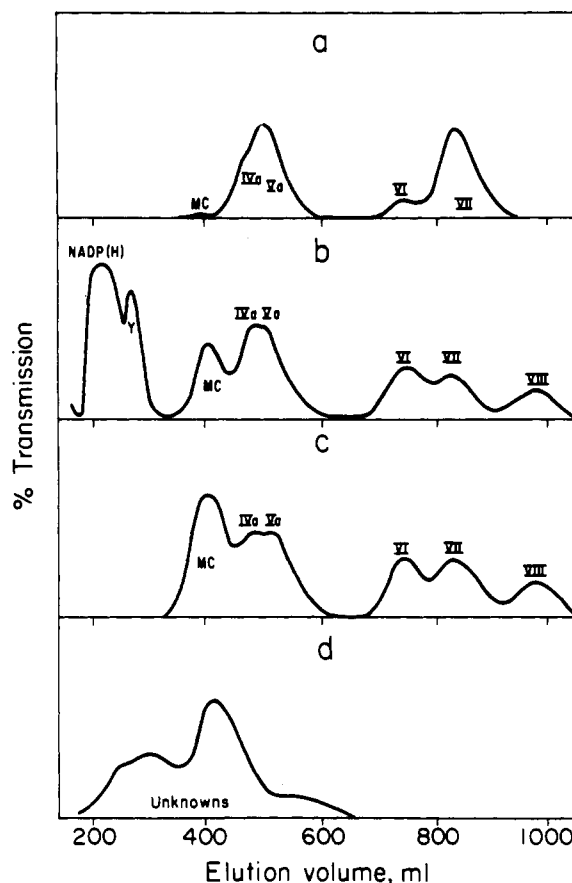 a
MC
IVa Va
VI
VII
b
NADP(H)
Y
MC
IVa Va
VI
VII
VIII
c
MC
IVa Va
VI
VII
VIII
d
Unknowns
200 400 600 800 1000
Elution volume, ml
% Transmission